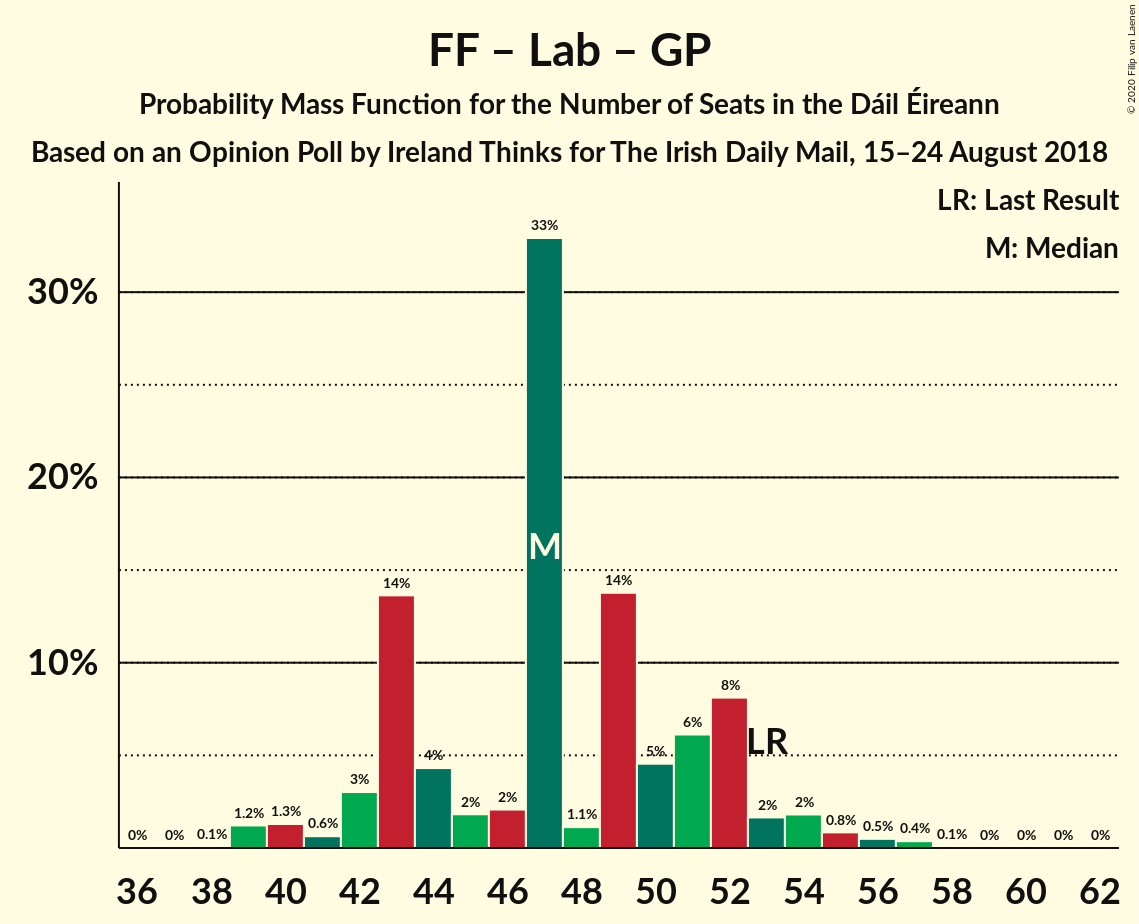 FF – Lab – GP
Probability Mass Function for the Number of Seats in the Dáil Éireann
Based on an Opinion Poll by Ireland Thinks for The Irish Daily Mail, 15–24 August 2018
© 2020 Filip van Laenen
LR: Last Result
M: Median
30%
20%
10%
0% 0% 0.1% 1.2% 1.3% 0.6% 3% 14% 4% 2% 2% 33% 1.1% 14% 5% 6% 8% 2% 2% 0.8% 0.5% 0.4% 0.1% 0% 0% 0% 0%
M
LR
36 38 40 42 44 46 48 50 52 54 56 58 60 62